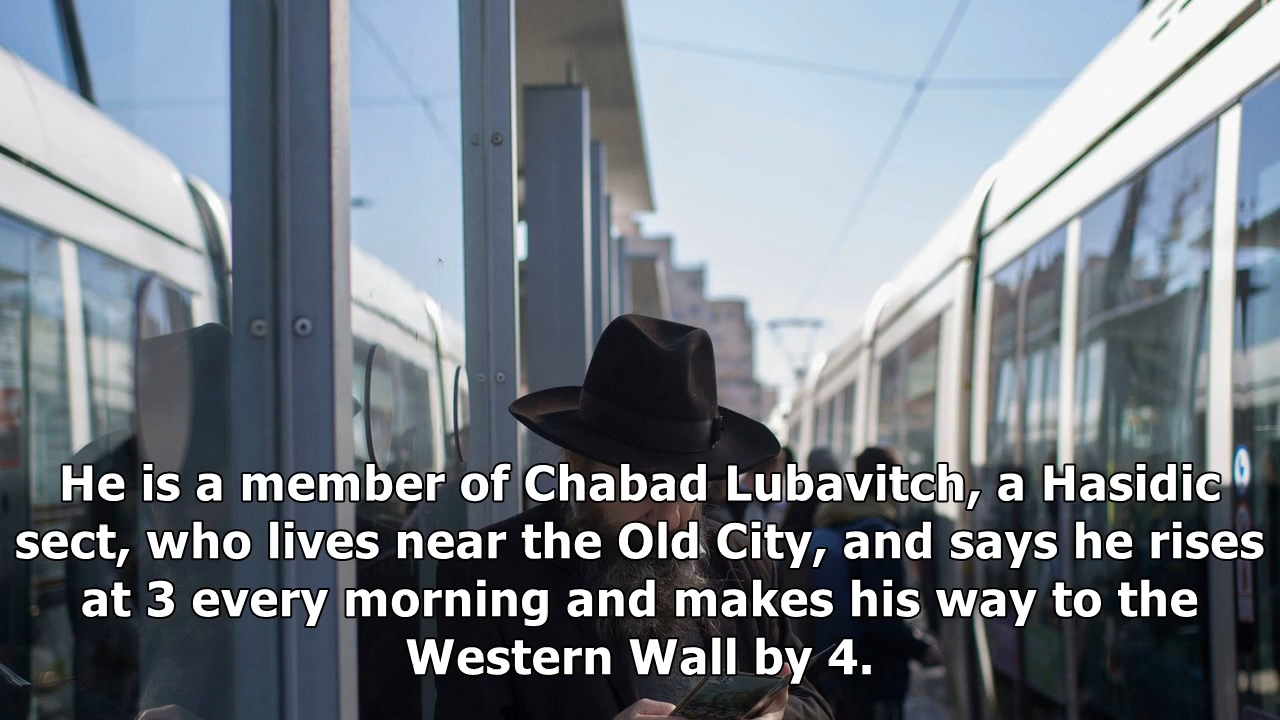 He is a member of Chabad Lubavitch, a Hasidic
sect, who lives near the Old City, and says he rises
at 3 every morning and makes his way to the
Western Wall by 4.